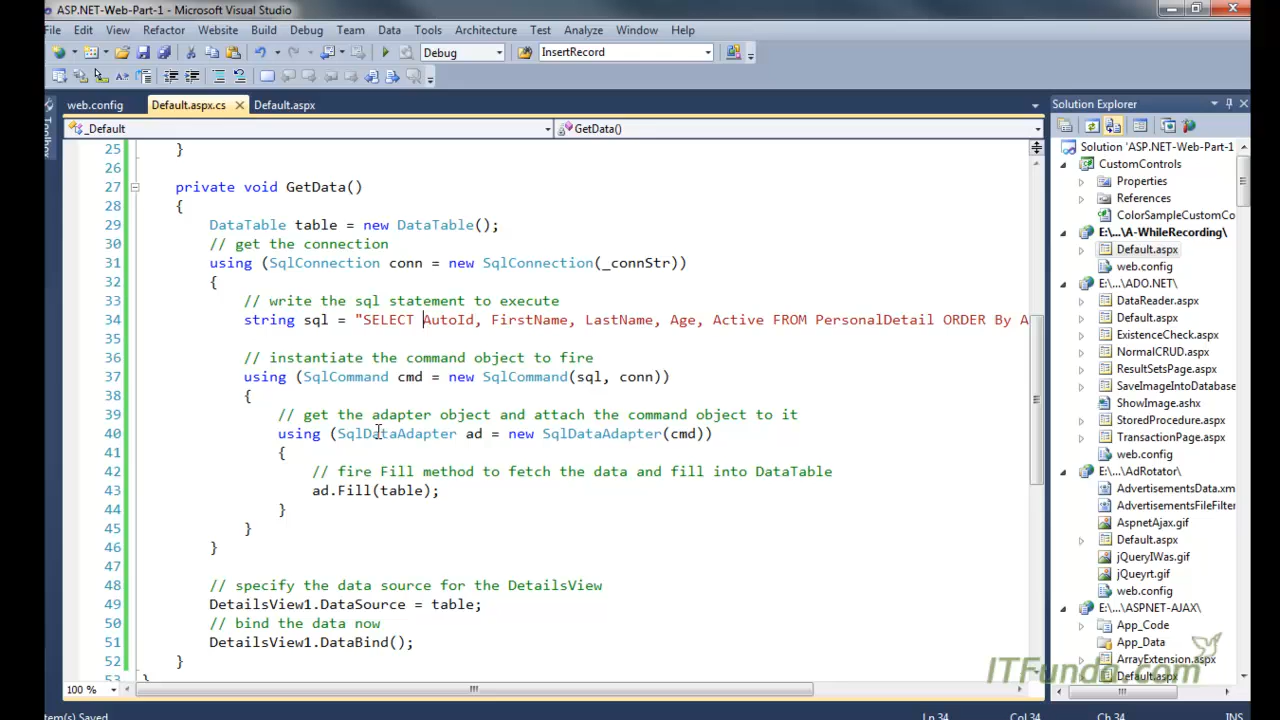 ASP.NET-Web-Part-1 - Microsoft Visual Studio
File Edit View Refactor Website Build Debug Team Data Tools Architecture Test Analyze Window Help
Debug InsertRecord
web.config Default.aspx.cs Default.aspx
_Default GetData()
25 }
26
27 private void GetData()
28 {
29 DataTable table = new DataTable();
30 // get the connection
31 using (SqlConnection conn = new SqlConnection(_connStr))
32 {
33 // write the sql statement to execute
34 string sql = "SELECT AutoId, FirstName, LastName, Age, Active FROM PersonalDetail ORDER By A
35
36 // instantiate the command object to fire
37 using (SqlCommand cmd = new SqlCommand(sql, conn))
38 {
39 // get the adapter object and attach the command object to it
40 using (SqlDataAdapter ad = new SqlDataAdapter(cmd))
41 {
42 // fire Fill method to fetch the data and fill into DataTable
43 ad.Fill(table);
44 }
45 }
46 }
47
48 // specify the data source for the DetailsView
49 DetailsView1.DataSource = table;
50 // bind the data now
51 DetailsView1.DataBind();
52 }
}
100 %
Toolbox
Solution Explorer
Solution 'ASP.NET-Web-Part-1
CustomControls
Properties
References
ColorSampleCustomCo
E:\...\A-WhileRecording\
Default.aspx
web.config
E:\...\ADO.NET\
DataReader.aspx
Default.aspx
ExistenceCheck.aspx
NormalCRUD.aspx
ResultSetsPage.aspx
SaveImageIntoDatabase
ShowImage.ashx
StoredProcedure.aspx
TransactionPage.aspx
web.config
E:\...\AdRotator\
AdvertisementsData.xm
AdvertisementsFileFilter
AspnetAjax.gif
Default.aspx
jQueryIWas.gif
jQueyrt.gif
web.config
E:\...\ASPNET-AJAX\
App_Code
App_Data
ArrayExtension.aspx
Default.aspx
ITFunda.com
tem(s) Saved Ln 34 Col 34 Ch 34 INS